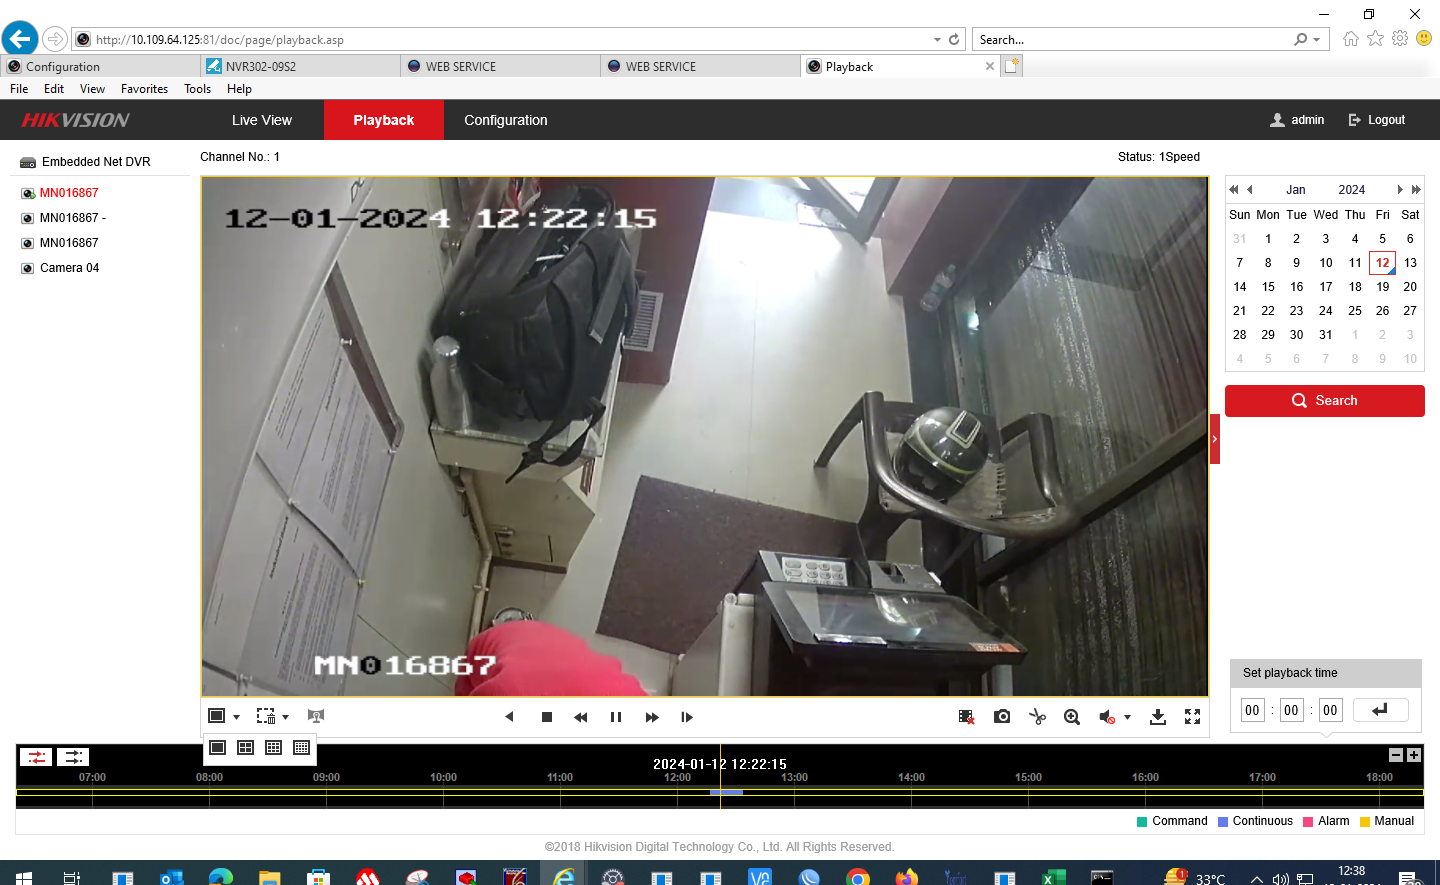 http://10.109.64.125:81/doc/page/playback.asp
Search...
Configuration
NVR302-09S2
WEB SERVICE
WEB SERVICE
Playback
File Edit View Favorites Tools Help
HIKVISION
Live View
Playback
Configuration
admin
Logout
Embedded Net DVR
MN016867
MN016867 -
MN016867
Camera 04
Channel No.: 1
Status: 1Speed
12-01-2024 12:22:15
MN016867
Jan 2024
Sun Mon Tue Wed Thu Fri Sat
31 1 2 3 4 5 6
7 8 9 10 11 12 13
14 15 16 17 18 19 20
21 22 23 24 25 26 27
28 29 30 31 1 2 3
4 5 6 7 8 9 10
Search
Set playback time
00 : 00 : 00
2024-01-12 12:22:15
07:00 08:00 09:00 10:00 11:00 12:00 13:00 14:00 15:00 16:00 17:00 18:00
Command Continuous Alarm Manual
©2018 Hikvision Digital Technology Co., Ltd. All Rights Reserved.
33°C
12:38